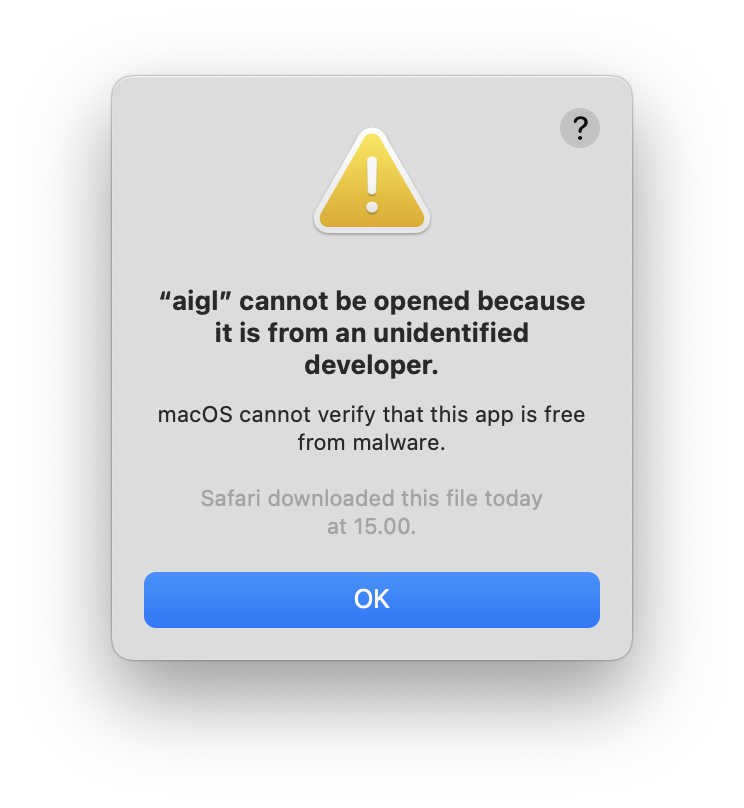 ?
“aigl” cannot be opened because
it is from an unidentified
developer.
macOS cannot verify that this app is free
from malware.
Safari downloaded this file today
at 15.00.
OK